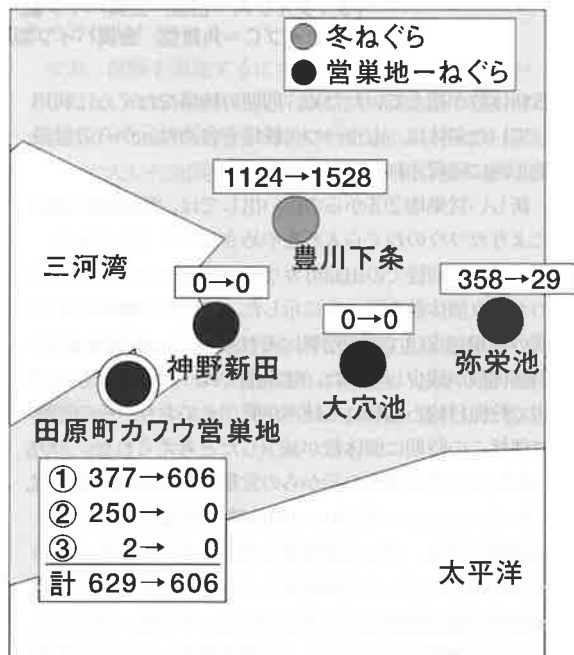 冬ねぐら
営巣地ーねぐら
1124→1528
豊川下条
三河湾
0→0
神野新田
0→0
大穴池
358→29
弥栄池
田原町カワウ営巣地
① 377→606
② 250→ 0
③ 2→ 0
計 629→606
太平洋